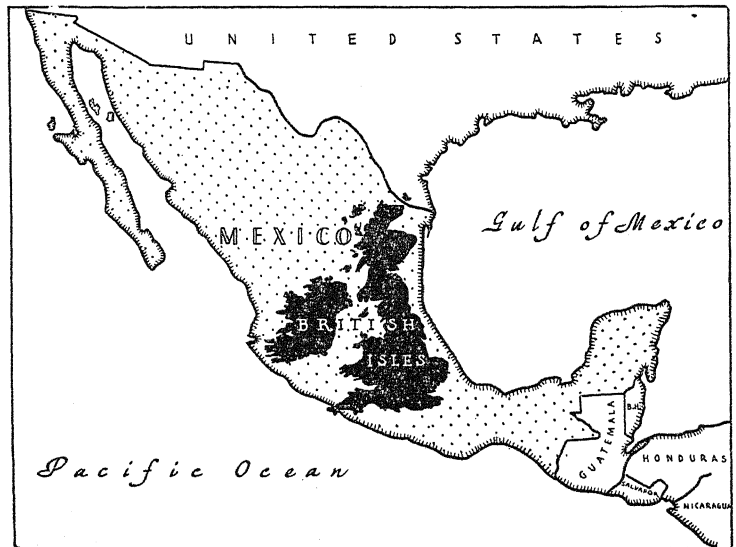 UNITED STATES
MEXICO
Gulf of Mexico
BRITISH
ISLES
GUATEMALA
B.H.
HONDURAS
SALVADOR
NICARAGUA
Pacific Ocean